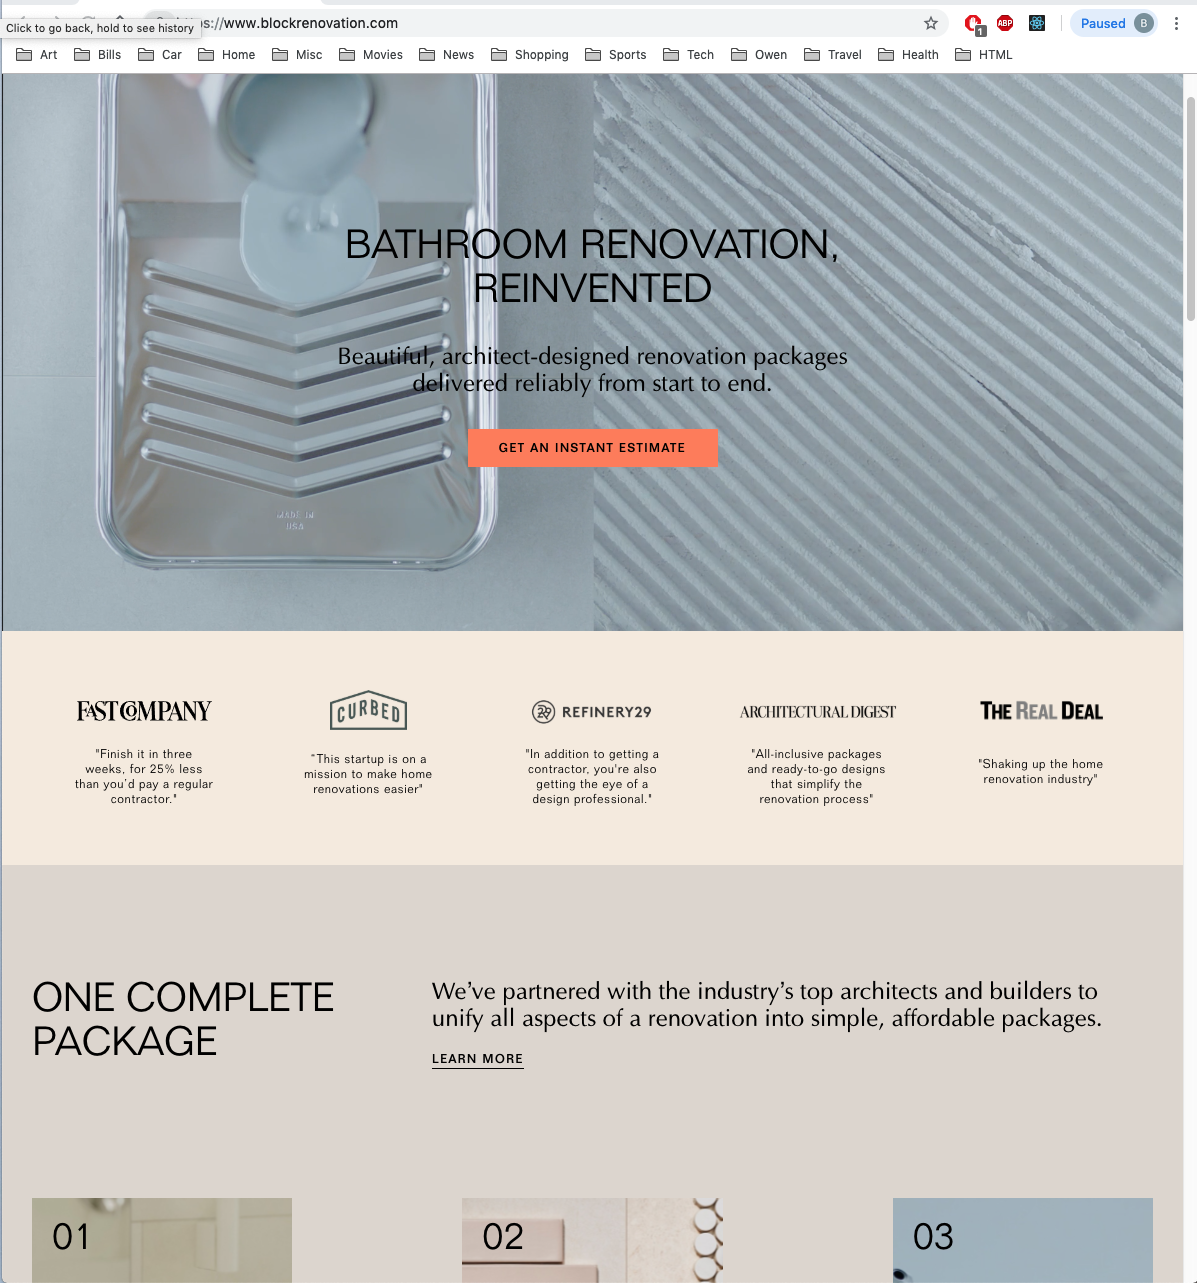 Click to go back, hold to see history
s://www.blockrenovation.com
1
ABP
Paused
B
Art
Bills
Car
Home
Misc
Movies
News
Shopping
Sports
Tech
Owen
Travel
Health
HTML
BATHROOM RENOVATION,
REINVENTED
Beautiful, architect-designed renovation packages
delivered reliably from start to end.
GET AN INSTANT ESTIMATE
MADE IN
USA
FAST COMPANY
"Finish it in three
weeks, for 25% less
than you'd pay a regular
contractor."
CURBED
"This startup is on a
mission to make home
renovations easier"
29 REFINERY29
"In addition to getting a
contractor, you're also
getting the eye of a
design professional."
ARCHITECTURAL DIGEST
"All-inclusive packages
and ready-to-go designs
that simplify the
renovation process"
THE REAL DEAL
"Shaking up the home
renovation industry"
ONE COMPLETE
PACKAGE
We've partnered with the industry's top architects and builders to
unify all aspects of a renovation into simple, affordable packages.
LEARN MORE
01
02
03